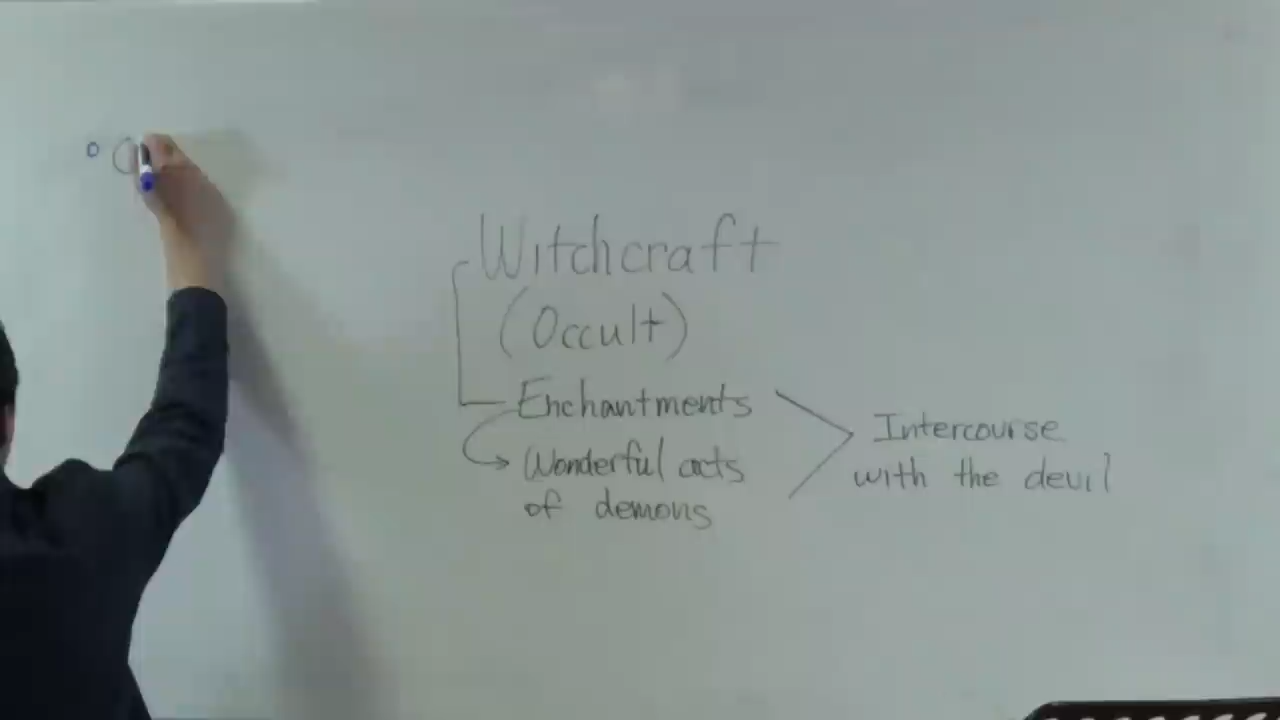 Witchcraft
(Occult)
Enchantments
Wonderful acts
of demons
Intercourse
with the devil